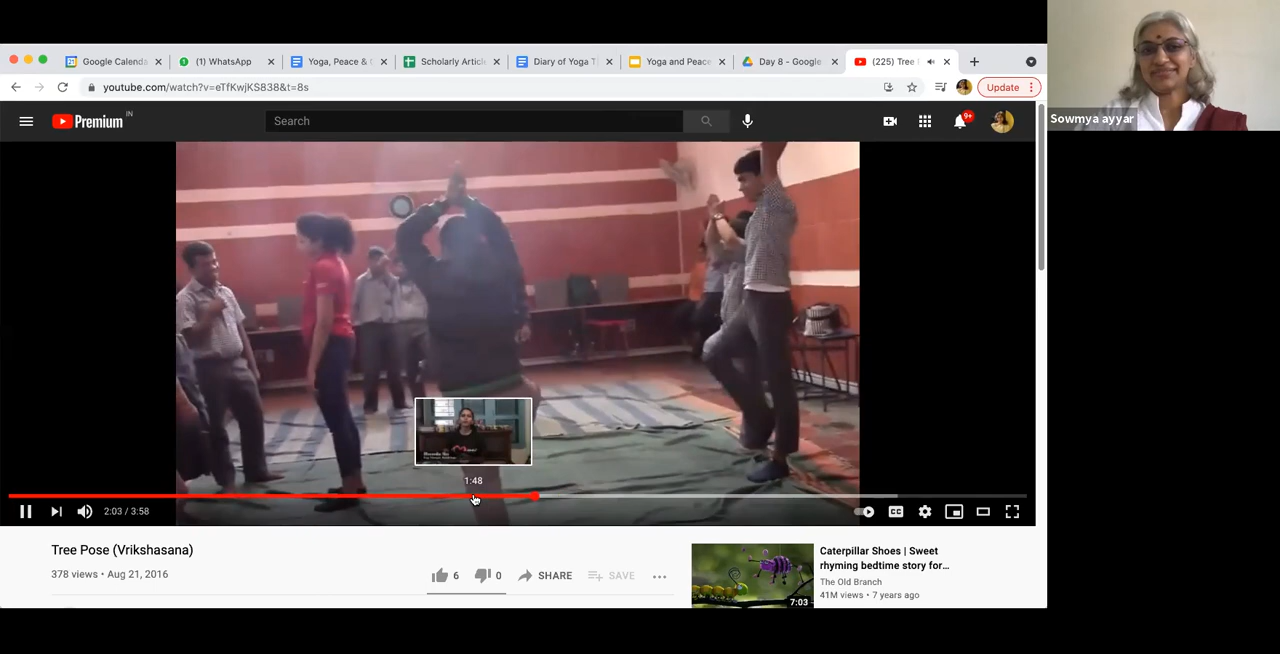 Google Calenda
(1) WhatsApp
Yoga, Peace & C
Scholarly Article
Diary of Yoga T
Yoga and Peace
Day 8 - Google
(225) Tree
youtube.com/watch?v=eTfKwjKS838&t=8s
Update
Sowmya ayyar
Premium IN
Search
9+
1:48
2:03 / 3:58
CC
Tree Pose (Vrikshasana)
378 views • Aug 21, 2016
6
0
SHARE
SAVE
7:03
Caterpillar Shoes | Sweet
rhyming bedtime story for...
The Old Branch
41M views • 7 years ago